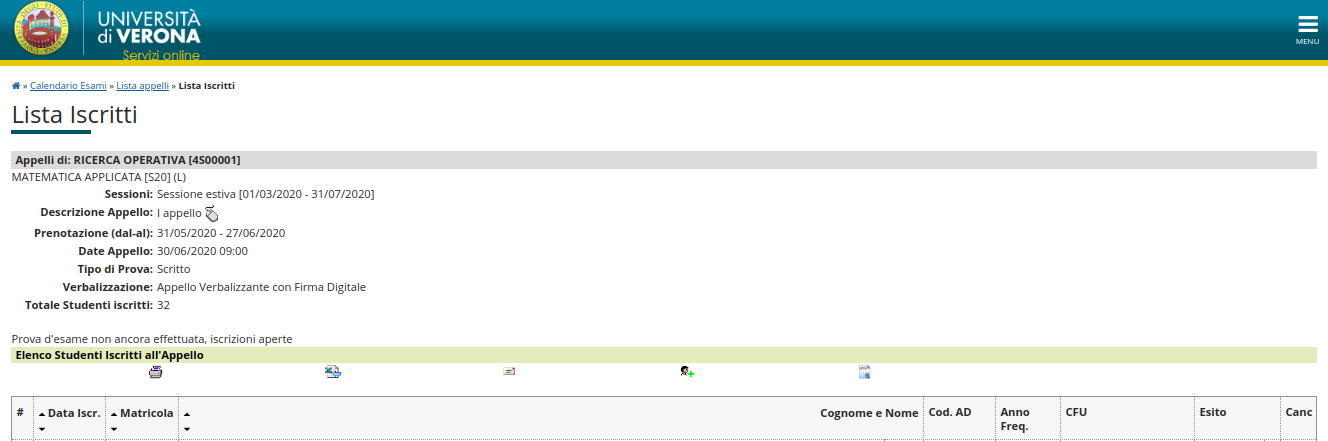 UNIVERSITÀ
di VERONA
Servizi online
MENU
» Calendario Esami » Lista appelli » Lista Iscritti
Lista Iscritti
Appelli di: RICERCA OPERATIVA [4S00001]
MATEMATICA APPLICATA [S20] (L)
Sessioni: Sessione estiva [01/03/2020 - 31/07/2020]
Descrizione Appello: I appello
Prenotazione (dal-al): 31/05/2020 - 27/06/2020
Date Appello: 30/06/2020 09:00
Tipo di Prova: Scritto
Verbalizzazione: Appello Verbalizzante con Firma Digitale
Totale Studenti iscritti: 32
Prova d'esame non ancora effettuata, iscrizioni aperte
Elenco Studenti Iscritti all'Appello
# Data Iscr. Matricola Cognome e Nome Cod. AD Anno CFU Esito Canc
Freq.